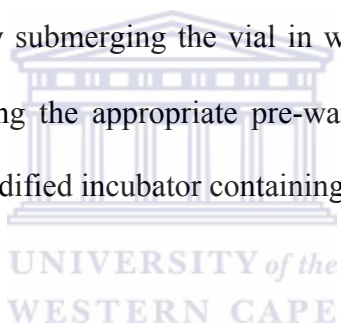 submerging the vial in w
ng the appropriate pre-wa
dified incubator containing
UNIVERSITY of the
WESTERN CAPE